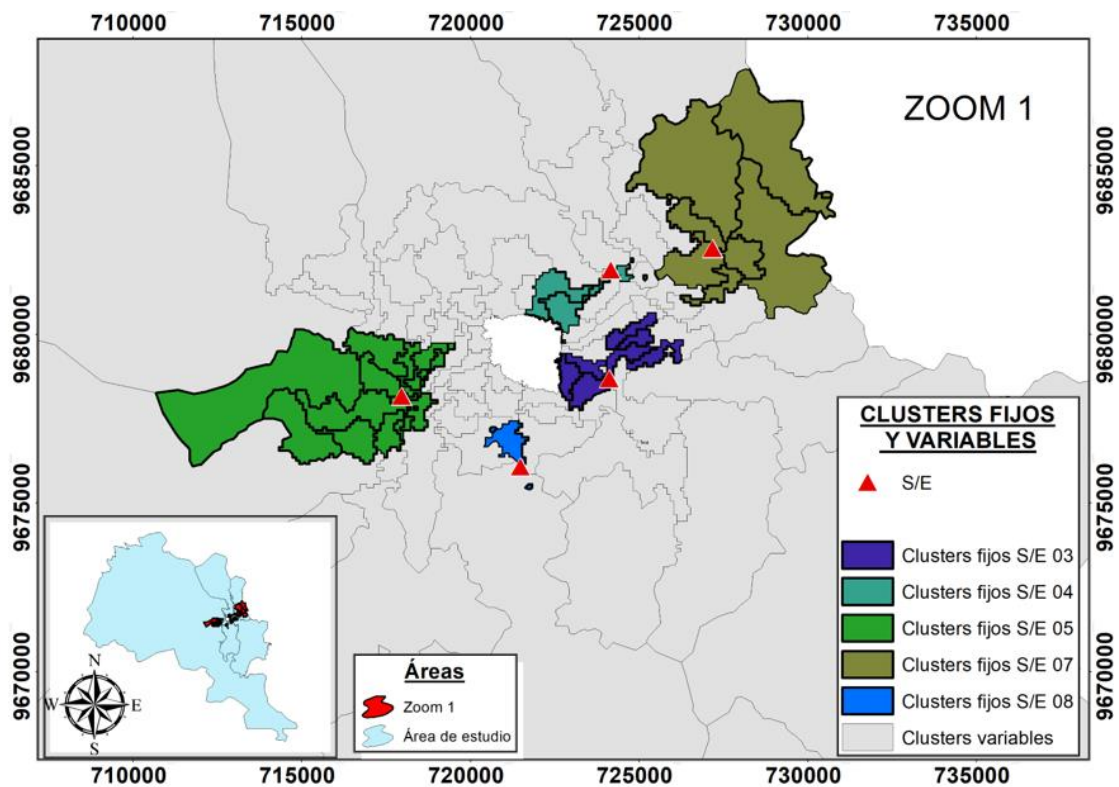 710000 715000 720000 725000 730000 735000
ZOOM 1
9685000 9685000
9680000 9680000
9675000 9675000
9670000 9670000
CLUSTERS FIJOS
Y VARIABLES
S/E
Clusters fijos S/E 03
Clusters fijos S/E 04
Clusters fijos S/E 05
Clusters fijos S/E 07
Clusters fijos S/E 08
Clusters variables
N
W E
S
Áreas
Zoom 1
Área de estudio
710000 715000 720000 725000 730000 735000